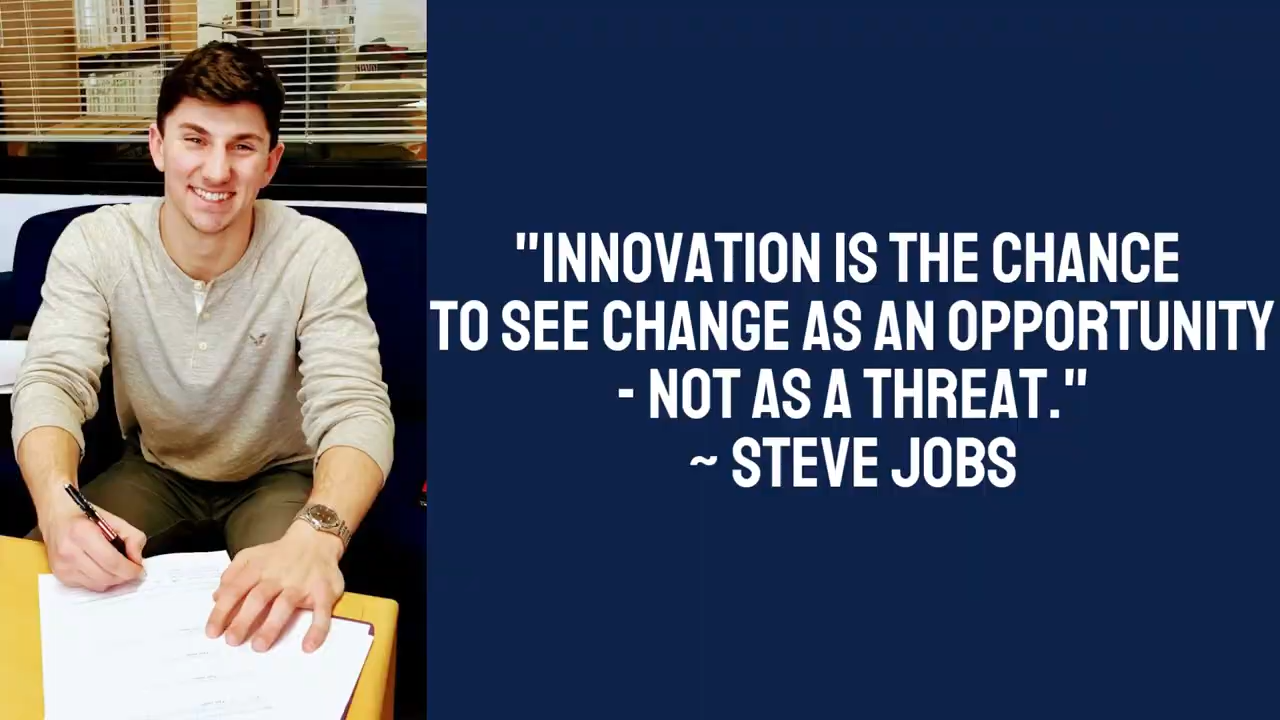 "INNOVATION IS THE CHANCE
TO SEE CHANGE AS AN OPPORTUNITY
- NOT AS A THREAT."
~ STEVE JOBS